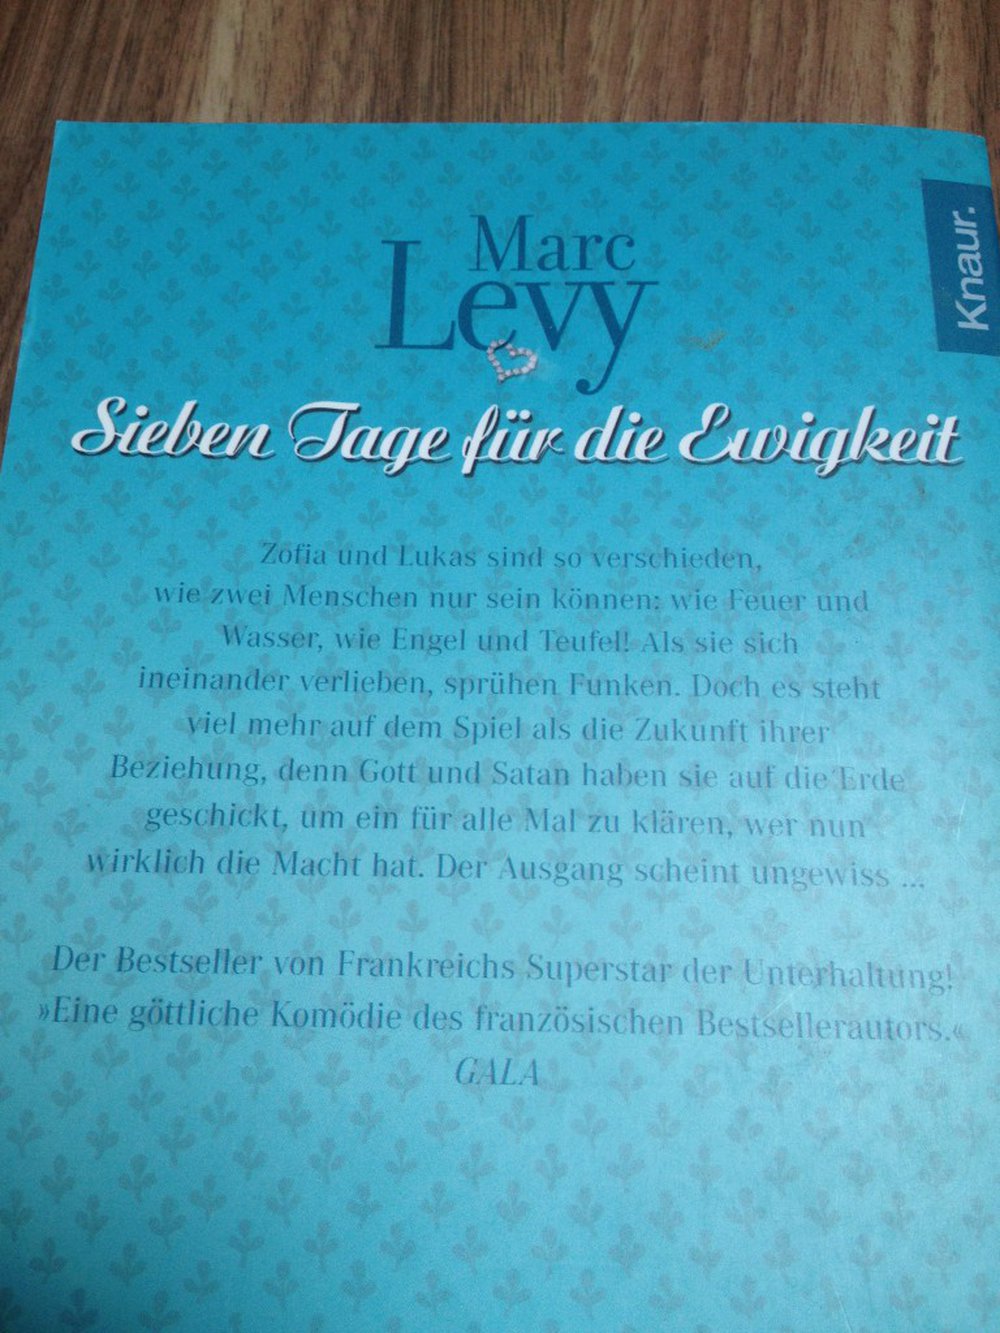 Marc
Levy
Knaur.
Sieben Tage für die Ewigkeit
Zofia und Lukas sind so verschieden,
wie zwei Menschen nur sein können: wie Feuer und
Wasser, wie Engel und Teufel! Als sie sich
ineinander verlieben, sprühen Funken. Doch es steht
viel mehr auf dem Spiel als die Zukunft ihrer
Beziehung, denn Gott und Satan haben sie auf die Erde
geschickt, um ein für alle Mal zu klären, wer nun
wirklich die Macht hat. Der Ausgang scheint ungewiss ...
Der Bestseller von Frankreichs Superstar der Unterhaltung!
»Eine göttliche Komödie des französischen Bestsellerautors.«
GALA